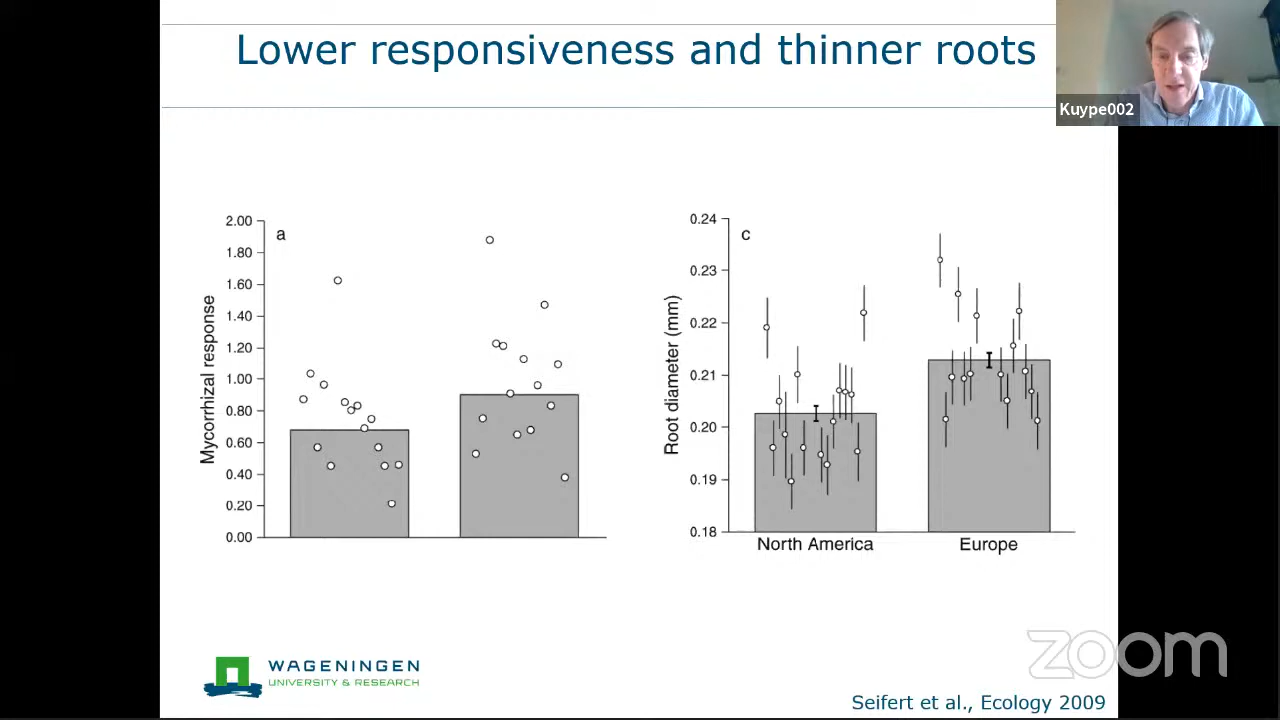 Lower responsiveness and thinner roots
Kuype002
a
2.00
1.80
1.60
1.40
1.20
1.00
0.80
0.60
0.40
0.20
0.00
Mycorrhizal response
c
0.24
0.23
0.22
0.21
0.20
0.19
0.18
Root diameter (mm)
North America
Europe
WAGENINGEN
UNIVERSITY & RESEARCH
zoom
Seifert et al., Ecology 2009